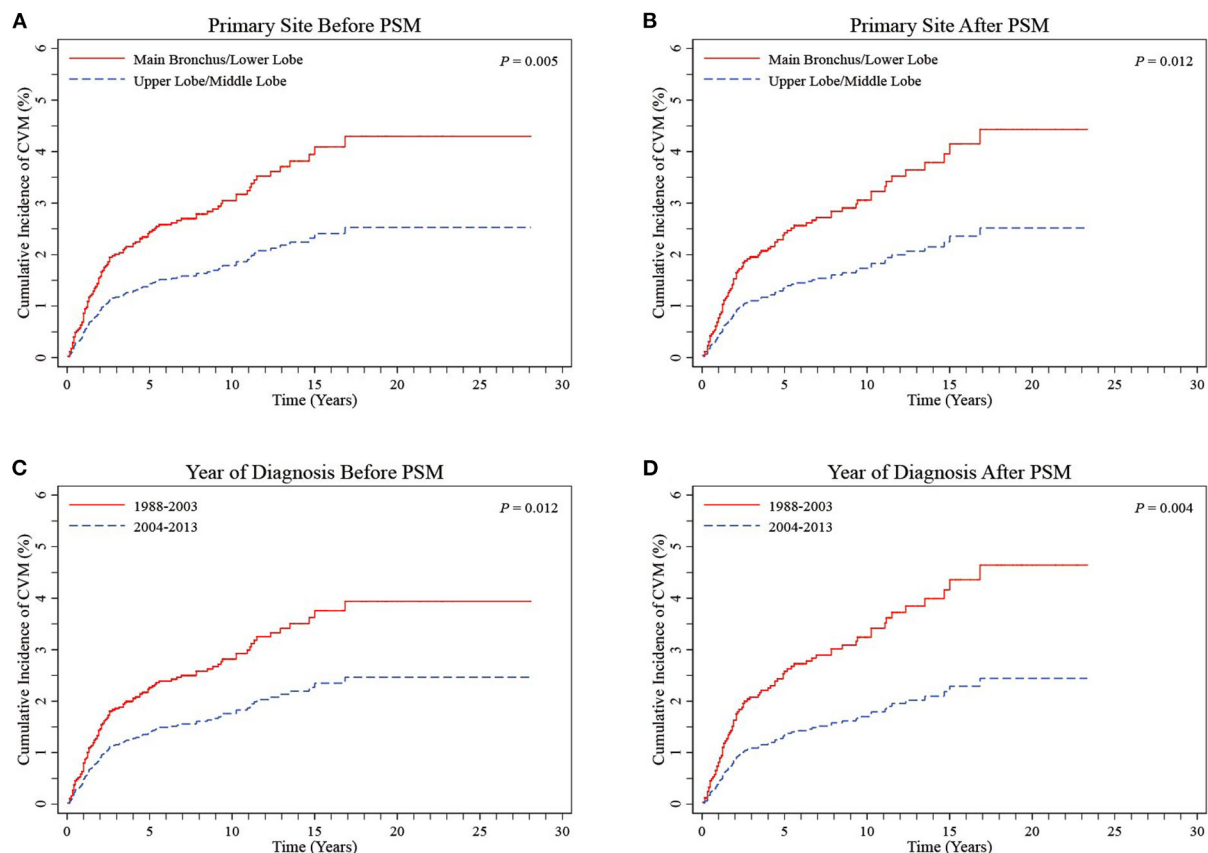 A
Primary Site Before PSM
Cumulative Incidence of CVM (%)
6
5
4
3
2
1
0
Main Bronchus/Lower Lobe
Upper Lobe/Middle Lobe
P = 0.005
0 5 10 15 20 25 30
Time (Years)
B
Primary Site After PSM
Cumulative Incidence of CVM (%)
6
5
4
3
2
1
0
Main Bronchus/Lower Lobe
Upper Lobe/Middle Lobe
P = 0.012
0 5 10 15 20 25 30
Time (Years)
C
Year of Diagnosis Before PSM
Cumulative Incidence of CVM (%)
6
5
4
3
2
1
0
1988-2003
2004-2013
P = 0.012
0 5 10 15 20 25 30
Time (Years)
D
Year of Diagnosis After PSM
Cumulative Incidence of CVM (%)
6
5
4
3
2
1
0
1988-2003
2004-2013
P = 0.004
0 5 10 15 20 25 30
Time (Years)